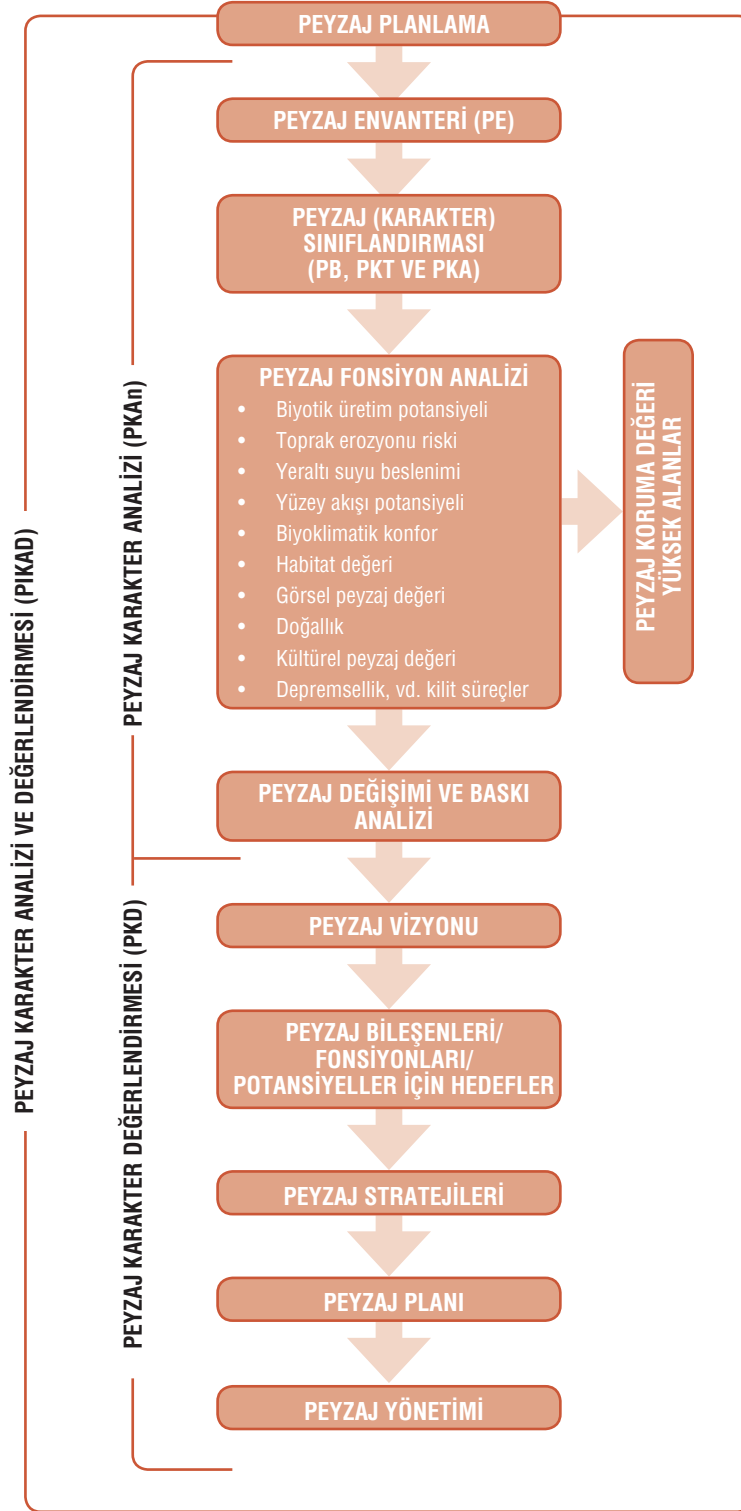 PEYZAJ PLANLAMA
PEYZAJ ENVANTERİ (PE)
PEYZAJ (KARAKTER)
SINIFLANDIRMASI
(PB, PKT VE PKA)
PEYZAJ FONSİYON ANALİZİ
• Biyotik üretim potansiyeli
• Toprak erozyonu riski
• Yeraltı suyu beslenimi
• Yüzey akışı potansiyeli
• Biyoklimatik konfor
• Habitat değeri
• Görsel peyzaj değeri
• Doğallık
• Kültürel peyzaj değeri
• Depremsellik, vd. kilit süreçler
PEYZAJ KORUMA DEĞERİ
YÜKSEK ALANLAR
PEYZAJ DEĞİŞİMİ VE BASKI
ANALİZİ
PEYZAJ VİZYONU
PEYZAJ BİLEŞENLERİ/
FONSİYONLARI/
POTANSİYELLER İÇİN HEDEFLER
PEYZAJ STRATEJİLERİ
PEYZAJ PLANI
PEYZAJ YÖNETİMİ
PEYZAJ KARAKTER ANALİZİ (PKAn)
PEYZAJ KARAKTER DEĞERLENDİRMESİ (PKD)
PEYZAJ KARAKTER ANALİZİ VE DEĞERLENDİRMESİ (PIKAD)